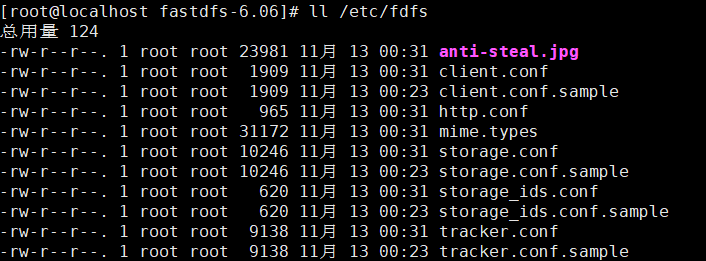 [root@localhost fastdfs-6.06]# ll /etc/fdfs
总用量 124
-rw-r--r--. 1 root root 23981 11月 13 00:31 anti-steal.jpg
-rw-r--r--. 1 root root  1909 11月 13 00:31 client.conf
-rw-r--r--. 1 root root  1909 11月 13 00:23 client.conf.sample
-rw-r--r--. 1 root root   965 11月 13 00:31 http.conf
-rw-r--r--. 1 root root 31172 11月 13 00:31 mime.types
-rw-r--r--. 1 root root 10246 11月 13 00:31 storage.conf
-rw-r--r--. 1 root root 10246 11月 13 00:23 storage.conf.sample
-rw-r--r--. 1 root root   620 11月 13 00:31 storage_ids.conf
-rw-r--r--. 1 root root   620 11月 13 00:23 storage_ids.conf.sample
-rw-r--r--. 1 root root  9138 11月 13 00:31 tracker.conf
-rw-r--r--. 1 root root  9138 11月 13 00:23 tracker.conf.sample